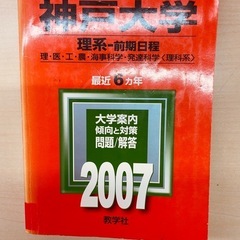 神戸大学
理系－前期日程
理・医・工・農・海事科学・発達科学〈理科系〉
最近6カ年
大学案内
傾向と対策
問題/解答
2007
教学社